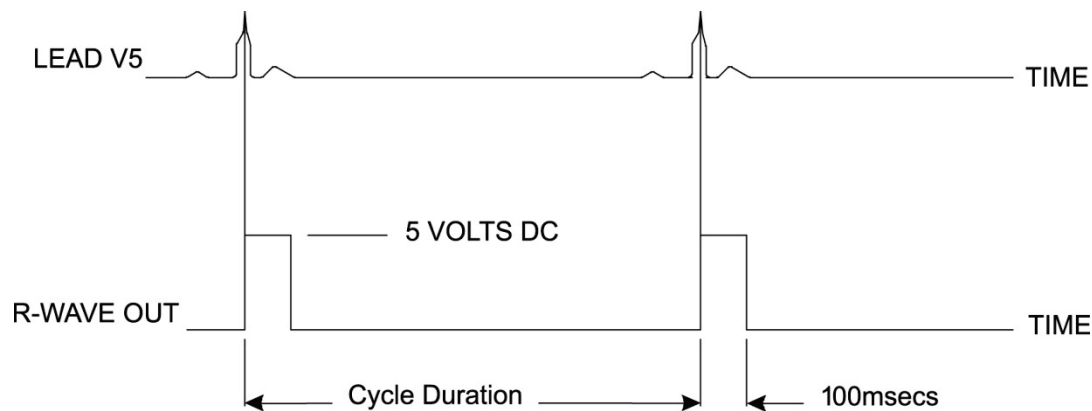 LEAD V5
TIME
5 VOLTS DC
R-WAVE OUT
TIME
Cycle Duration
100msecs